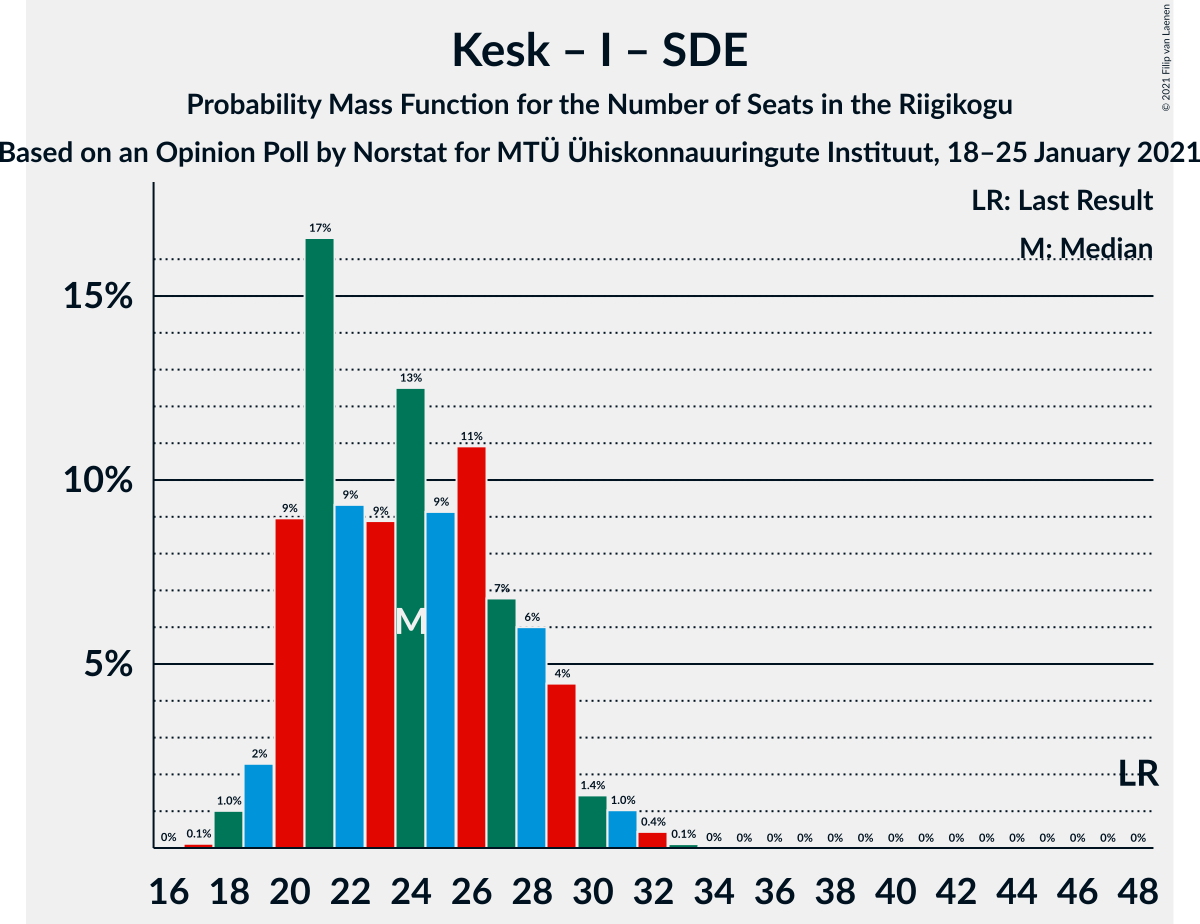 Kesk – I – SDE
Probability Mass Function for the Number of Seats in the Riigikogu
Based on an Opinion Poll by Norstat for MTÜ Ühiskonnauuringute Instituut, 18–25 January 2021
© 2021 Filip van Laenen
LR: Last Result
M: Median
15%
10%
5%
0% 0.1% 1.0% 2% 9% 17% 9% 9% 13% 9% 11% 7% 6% 4% 1.4% 1.0% 0.4% 0.1% 0% 0% 0% 0% 0% 0% 0% 0% 0% 0% 0% 0% 0% 0% 0%
M
LR
16 18 20 22 24 26 28 30 32 34 36 38 40 42 44 46 48